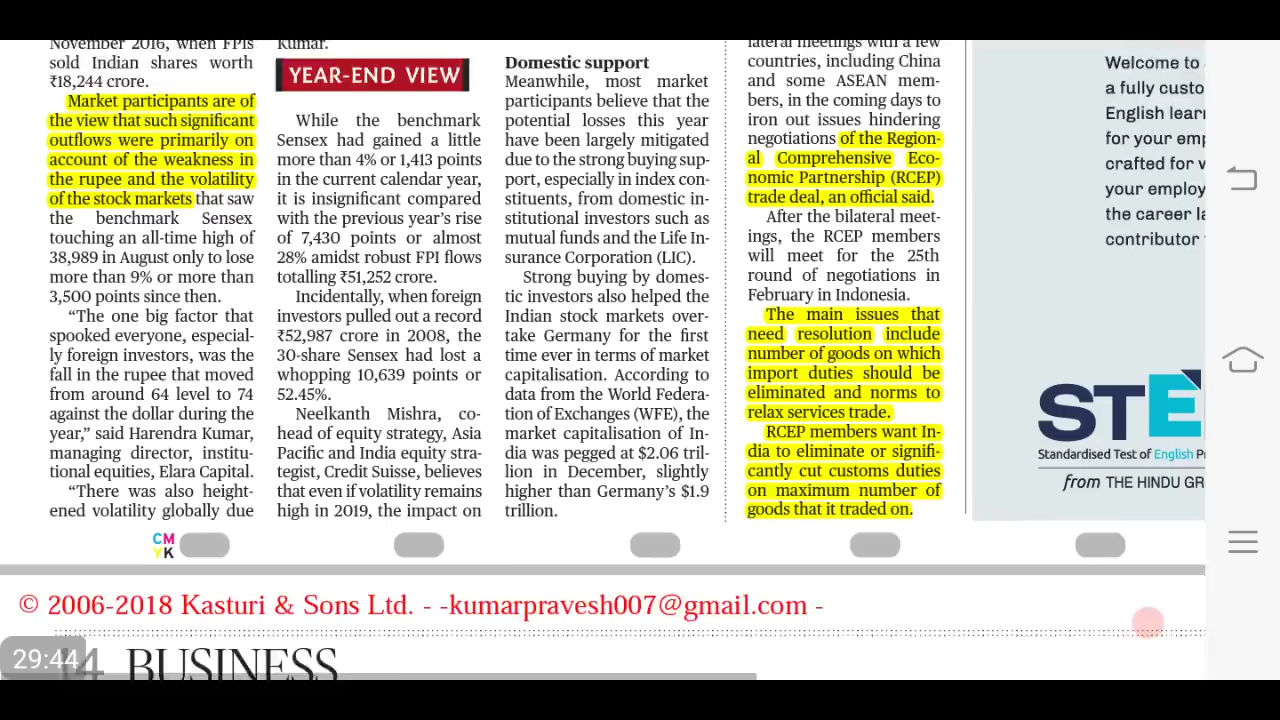 November 2016, when FPIs
sold Indian shares worth
₹18,244 crore.
Market participants are of
the view that such significant
outflows were primarily on
account of the weakness in
the rupee and the volatility
of the stock markets that saw
the benchmark Sensex
touching an all-time high of
38,989 in August only to lose
more than 9% or more than
3,500 points since then.
“The one big factor that
spooked everyone, especial-
ly foreign investors, was the
fall in the rupee that moved
from around 64 level to 74
against the dollar during the
year,” said Harendra Kumar,
managing director, institu-
tional equities, Elara Capital.
“There was also height-
ened volatility globally due
Kumar.
YEAR-END VIEW
While the benchmark
Sensex had gained a little
more than 4% or 1,413 points
in the current calendar year,
it is insignificant compared
with the previous year’s rise
of 7,430 points or almost
28% amidst robust FPI flows
totalling ₹51,252 crore.
Incidentally, when foreign
investors pulled out a record
₹52,987 crore in 2008, the
30-share Sensex had lost a
whopping 10,639 points or
52.45%.
Neelkanth Mishra, co-
head of equity strategy, Asia
Pacific and India equity stra-
tegist, Credit Suisse, believes
that even if volatility remains
high in 2019, the impact on
Domestic support
Meanwhile, most market
participants believe that the
potential losses this year
have been largely mitigated
due to the strong buying sup-
port, especially in index con-
stituents, from domestic in-
stitutional investors such as
mutual funds and the Life In-
surance Corporation (LIC).
Strong buying by domes-
tic investors also helped the
Indian stock markets over-
take Germany for the first
time ever in terms of market
capitalisation. According to
data from the World Federa-
tion of Exchanges (WFE), the
market capitalisation of In-
dia was pegged at $2.06 tril-
lion in December, slightly
higher than Germany’s $1.9
trillion.
lateral meetings with a few
countries, including China
and some ASEAN mem-
bers, in the coming days to
iron out issues hindering
negotiations of the Region-
al Comprehensive Eco-
nomic Partnership (RCEP)
trade deal, an official said.
After the bilateral meet-
ings, the RCEP members
will meet for the 25th
round of negotiations in
February in Indonesia.
The main issues that
need resolution include
number of goods on which
import duties should be
eliminated and norms to
relax services trade.
RCEP members want In-
dia to eliminate or signifi-
cantly cut customs duties
on maximum number of
goods that it traded on.
Welcome to
a fully custo
English lear
for your emp
crafted for v
your employ
the career la
contributor
STE
Standardised Test of English Pr
from THE HINDU GR
CM
YK
© 2006-2018 Kasturi & Sons Ltd. - -kumarpravesh007@gmail.com -
29:44
14 BUSINESS